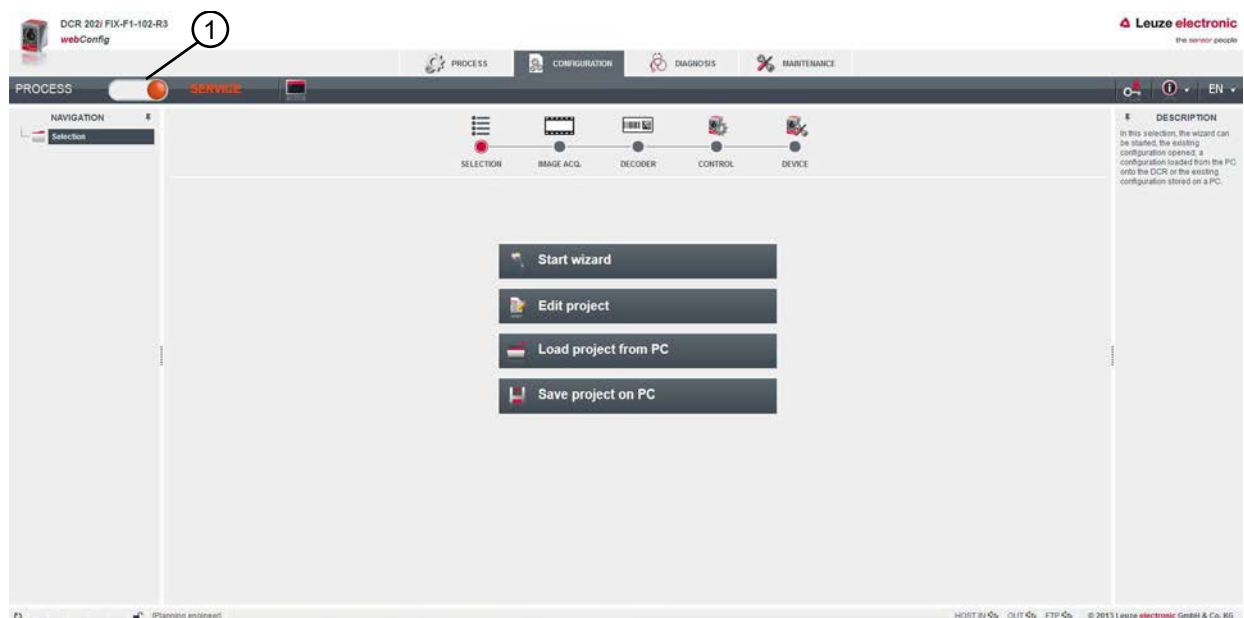 DCR 202i FIX-F1-102-R3
webConfig
1
Leuze electronic
the sensor people
PROCESS
CONFIGURATION
DIAGNOSIS
MAINTENANCE
PROCESS
SERVICE
EN
NAVIGATION
Selection
SELECTION
IMAGE ACQ.
DECODER
CONTROL
DEVICE
DESCRIPTION
In this selection, the wizard can
be started, the existing
configuration opened, a
configuration loaded from the PC
onto the DCR or the existing
configuration stored on a PC.
Start wizard
Edit project
Load project from PC
Save project on PC
[Planning engineer]
HOST IN OUT FTP © 2013 Leuze electronic GmbH & Co. KG